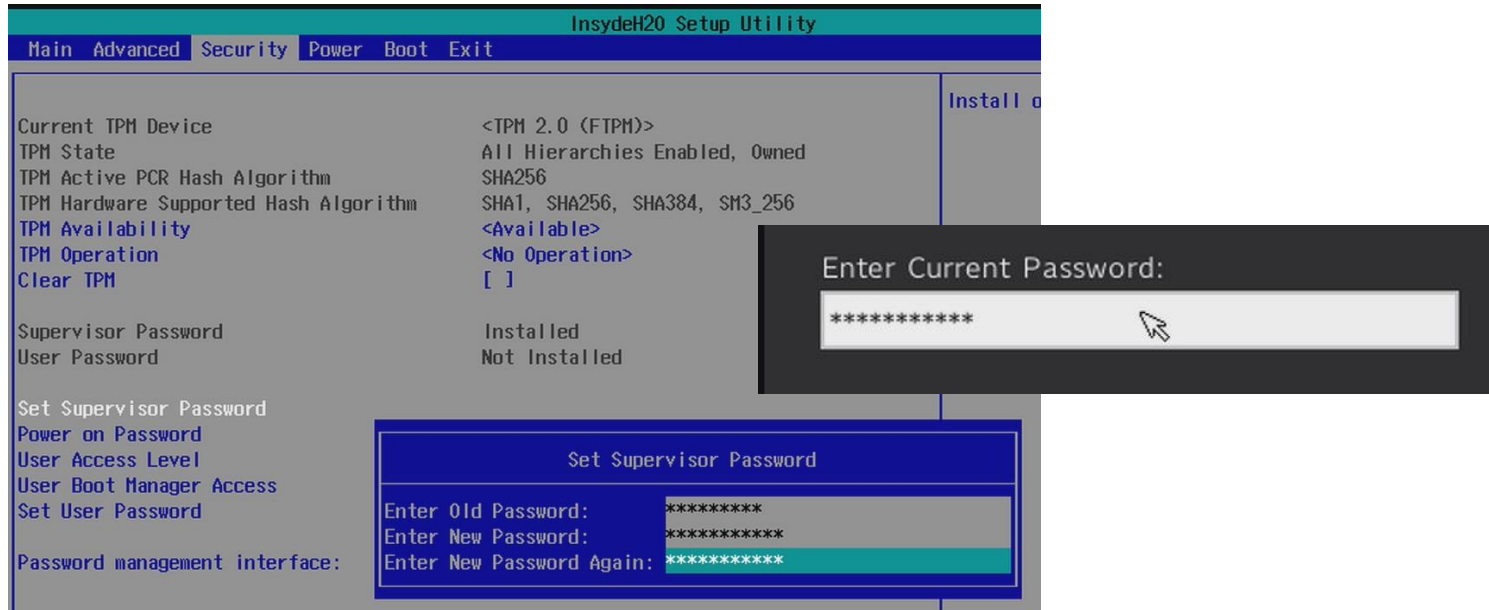 InsydeH20 Setup Utility
Main Advanced Security Power Boot Exit
Install
Current TPM Device <TPM 2.0 (FTPM)>
TPM State All Hierarchies Enabled, Owned
TPM Active PCR Hash Algorithm SHA256
TPM Hardware Supported Hash Algorithm SHA1, SHA256, SHA384, SM3_256
TPM Availability <Available>
TPM Operation <No Operation>
Clear TPM [ ]
Supervisor Password Installed
User Password Not Installed
Set Supervisor Password
Power on Password
User Access Level
User Boot Manager Access
Set User Password
Password management interface:
Set Supervisor Password
Enter Old Password: *********
Enter New Password: ***********
Enter New Password Again: ***********
Enter Current Password:
***********